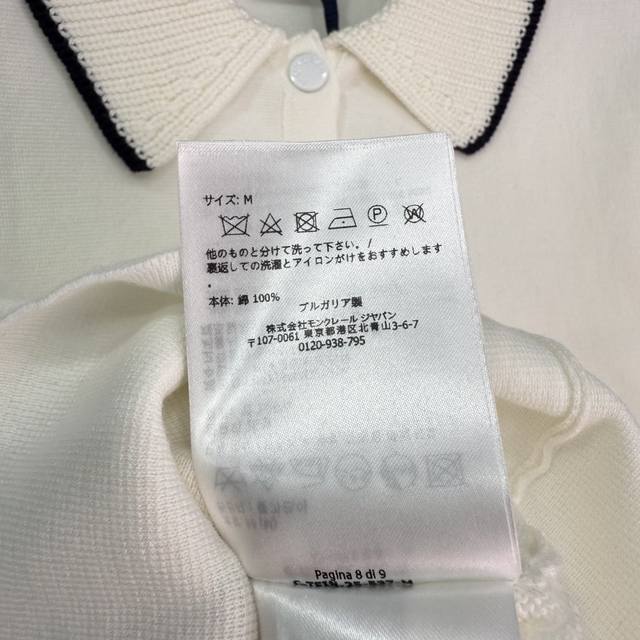 サイズ: M
他のものと分けて洗って下さい。/
裏返しての洗濯とアイロンがけをおすすめします
。
本体: 綿 100%
ブルガリア製
株式会社モンクレール ジャパン
〒107-0061 東京都港区北青山3-6-7
0120-938-795
Pagina 8 di 9